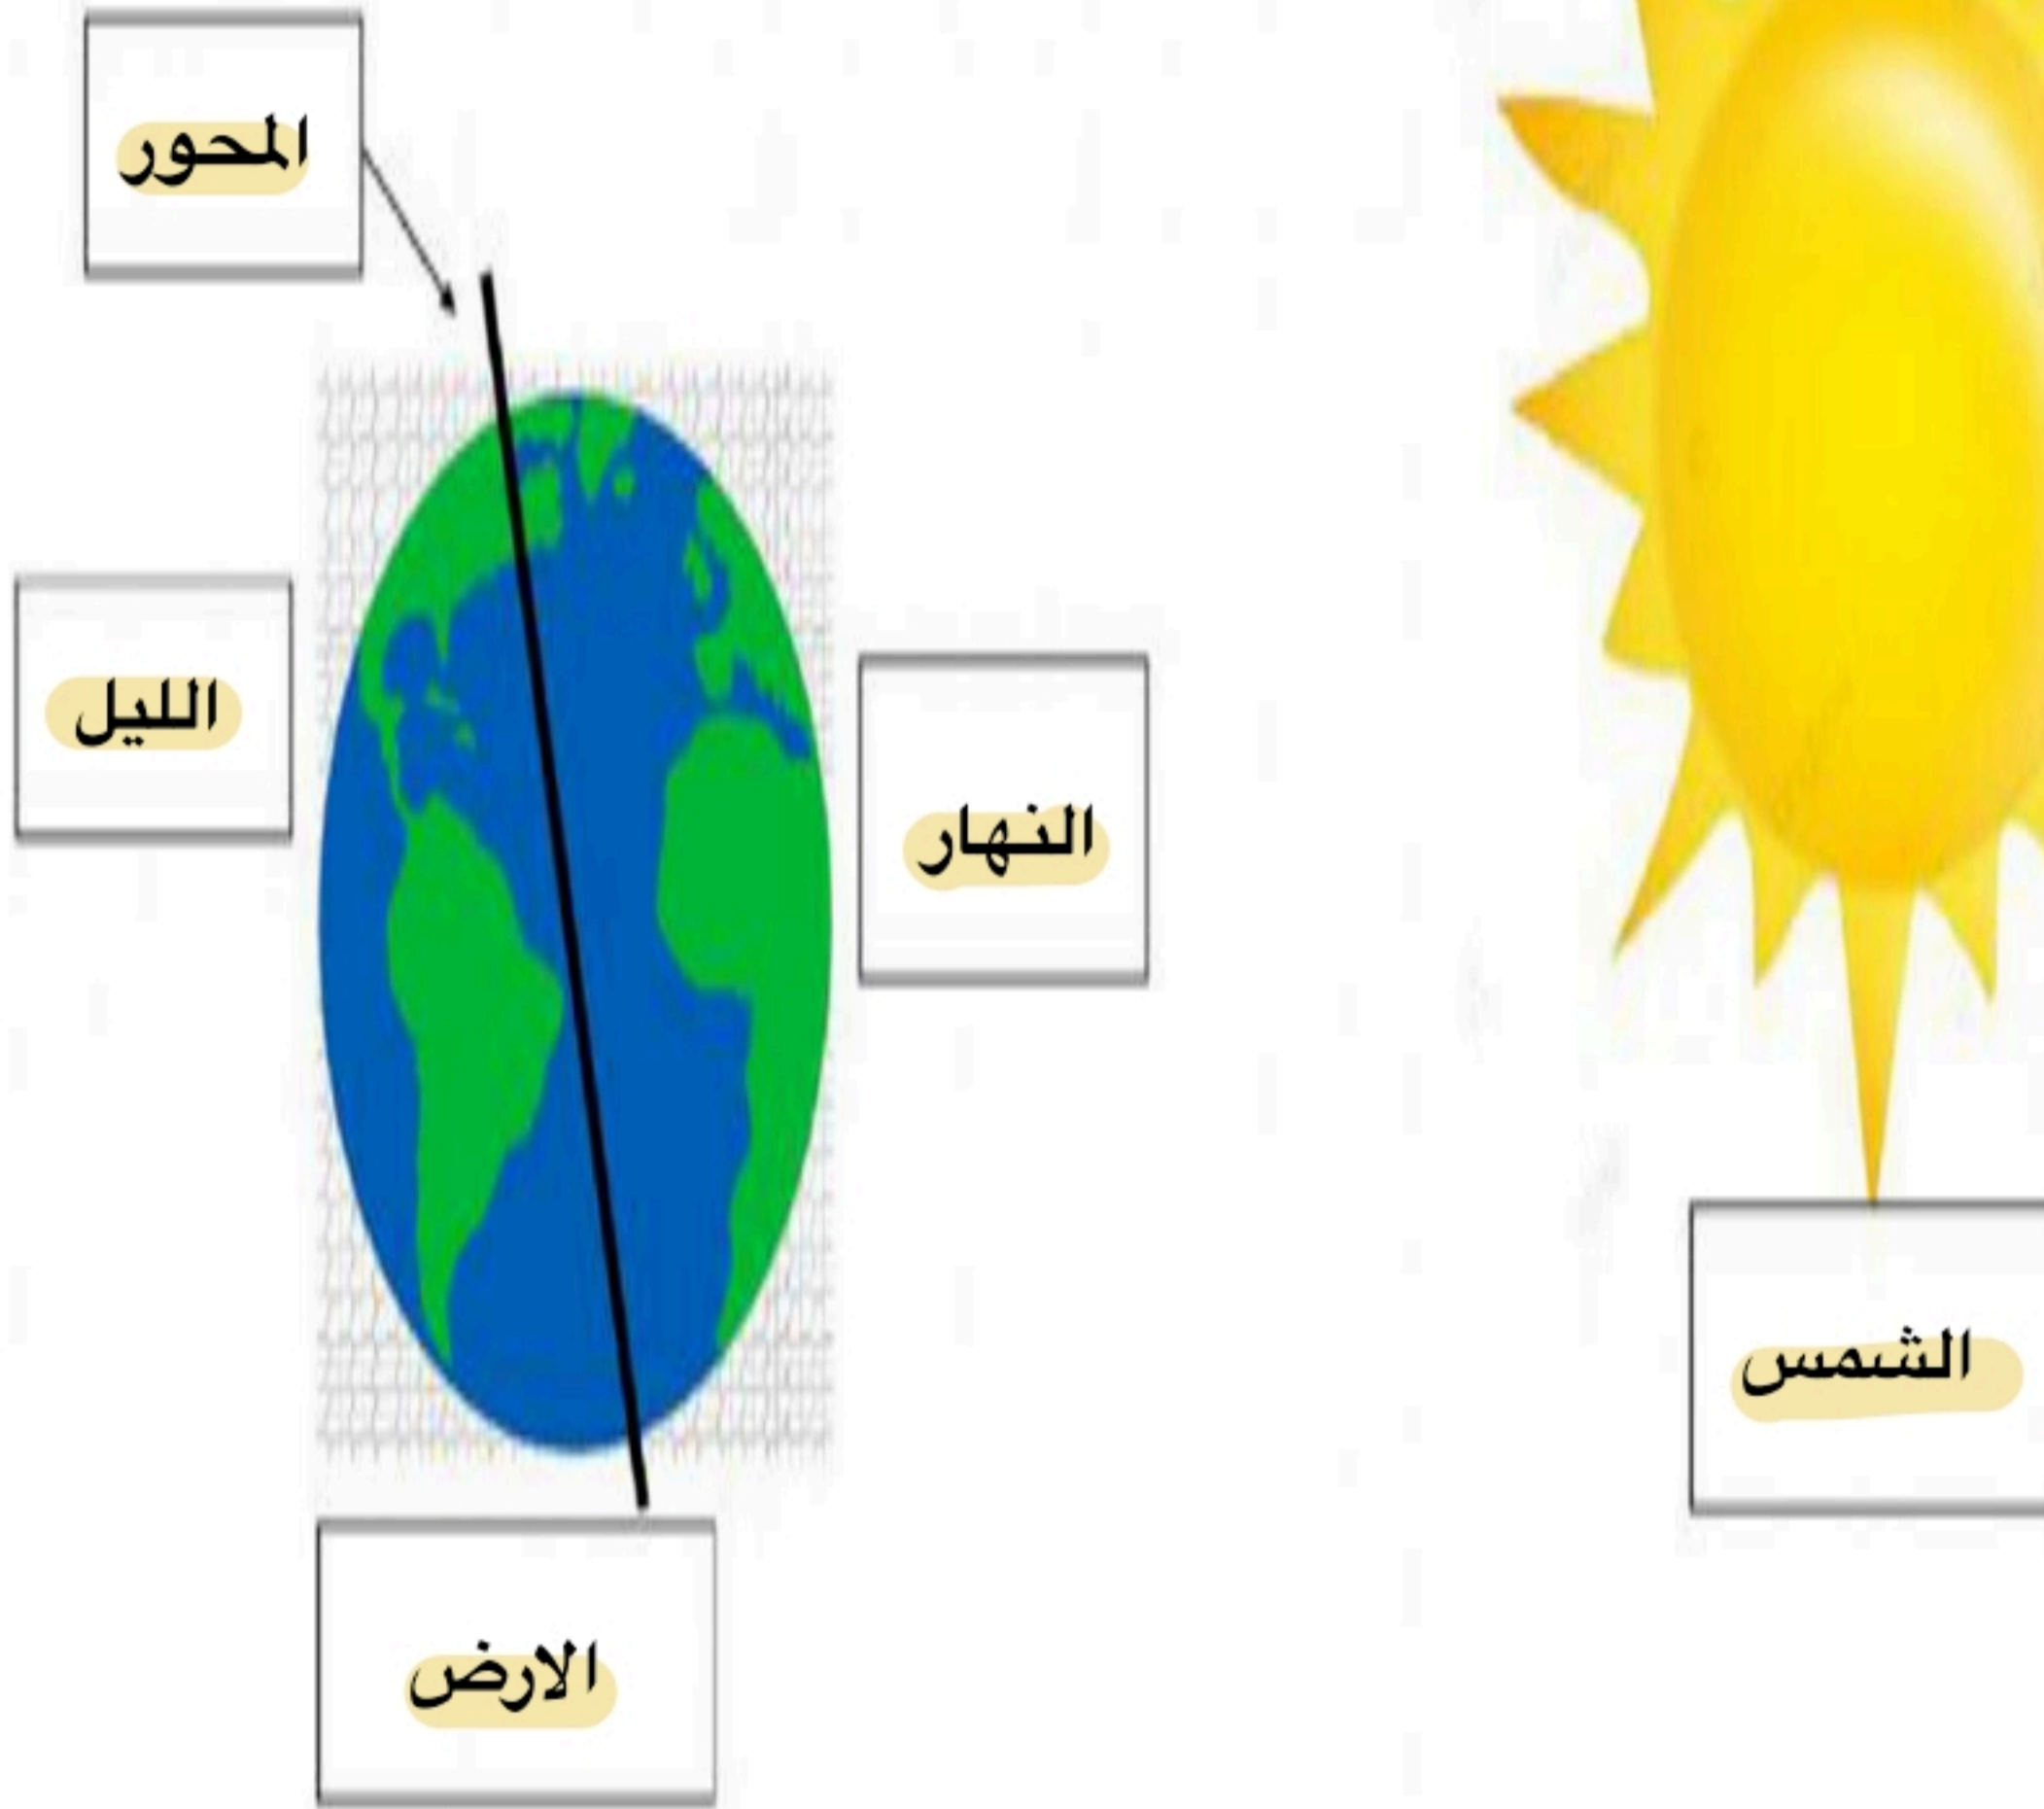 المحور
الليل
النهار
الشمس
الارض